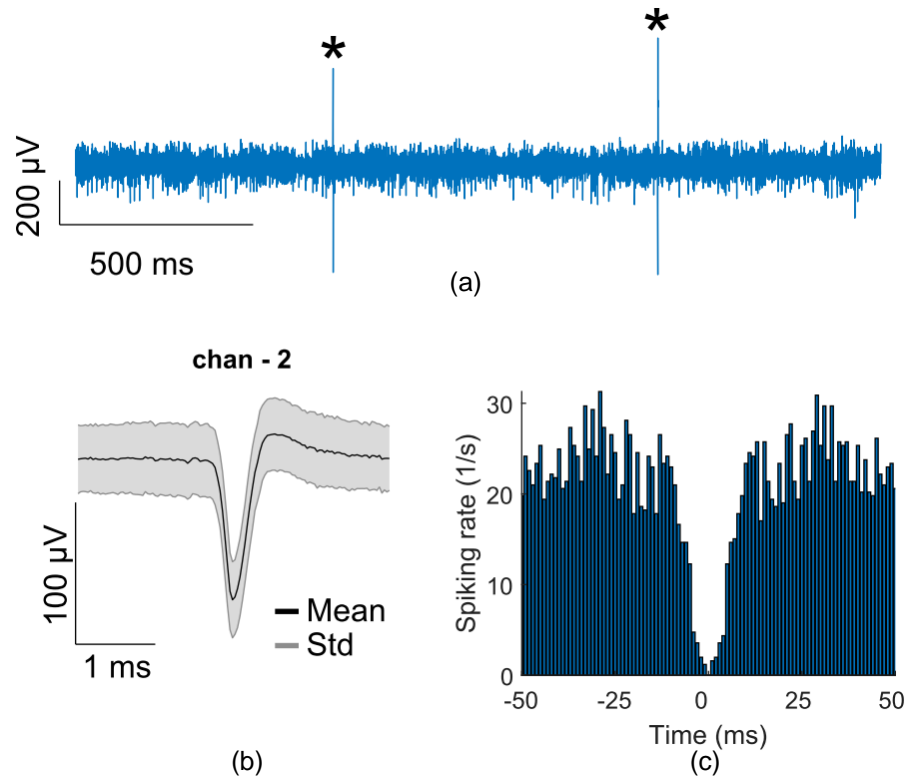 * *
200 µV
500 ms
(a)
chan - 2
100 µV
1 ms
Mean
Std
(b)
Spiking rate (1/s)
30
20
10
0
-50 -25 0 25 50
Time (ms)
(c)